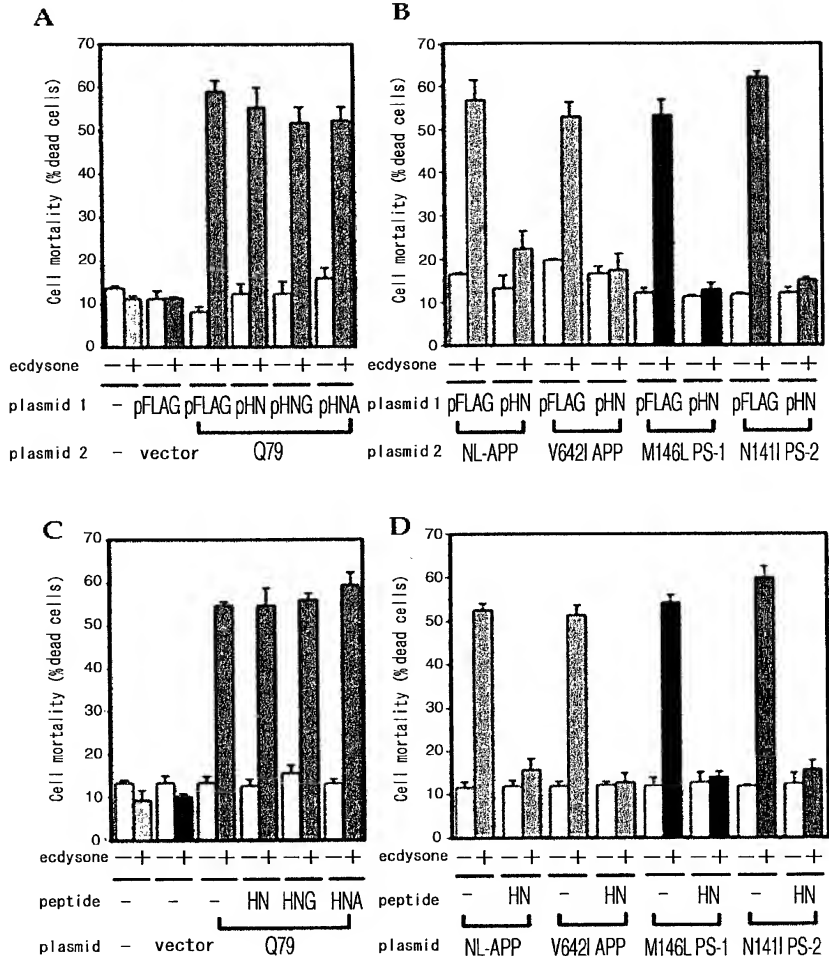 A
Cell mortality (% dead cells)
70
60
50
40
30
20
10
0
ecdysone — + — + — + — + — + — +
plasmid 1 – pFLAG pFLAG pHN pHNG pHNA
plasmid 2 – vector Q79
B
Cell mortality (% dead cells)
70
60
50
40
30
20
10
0
— + — + — + — + — + — + — + — +
pFLAG pHN pFLAG pHN pFLAG pHN pFLAG pHN
NL-APP V642I APP M146L PS-1 N141I PS-2
C
Cell mortality (% dead cells)
70
60
50
40
30
20
10
0
ecdysone — + — + — + — + — + — +
peptide – – – HN HNG HNA
plasmid – vector Q79
D
Cell mortality (% dead cells)
70
60
50
40
30
20
10
0
ecdysone — + — + — + — + — + — + — + — +
peptide – HN – HN – HN – HN
plasmid NL-APP V642I APP M146L PS-1 N141I PS-2